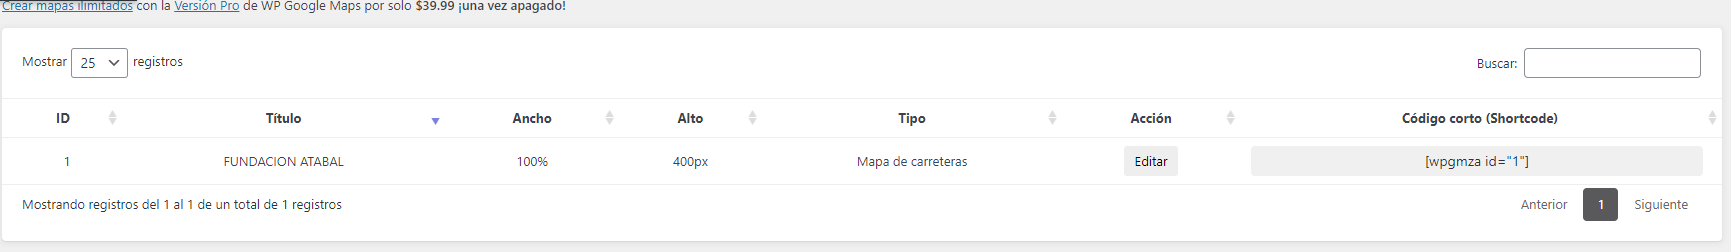 Crear mapas ilimitados con la Versión Pro de WP Google Maps por solo $39.99 ¡una vez apagado!
Mostrar 25 registros Buscar:
ID Título Ancho Alto Tipo Acción Código corto (Shortcode)
1 FUNDACION ATABAL 100% 400px Mapa de carreteras Editar [wpgmza id="1"]
Mostrando registros del 1 al 1 de un total de 1 registros Anterior 1 Siguiente